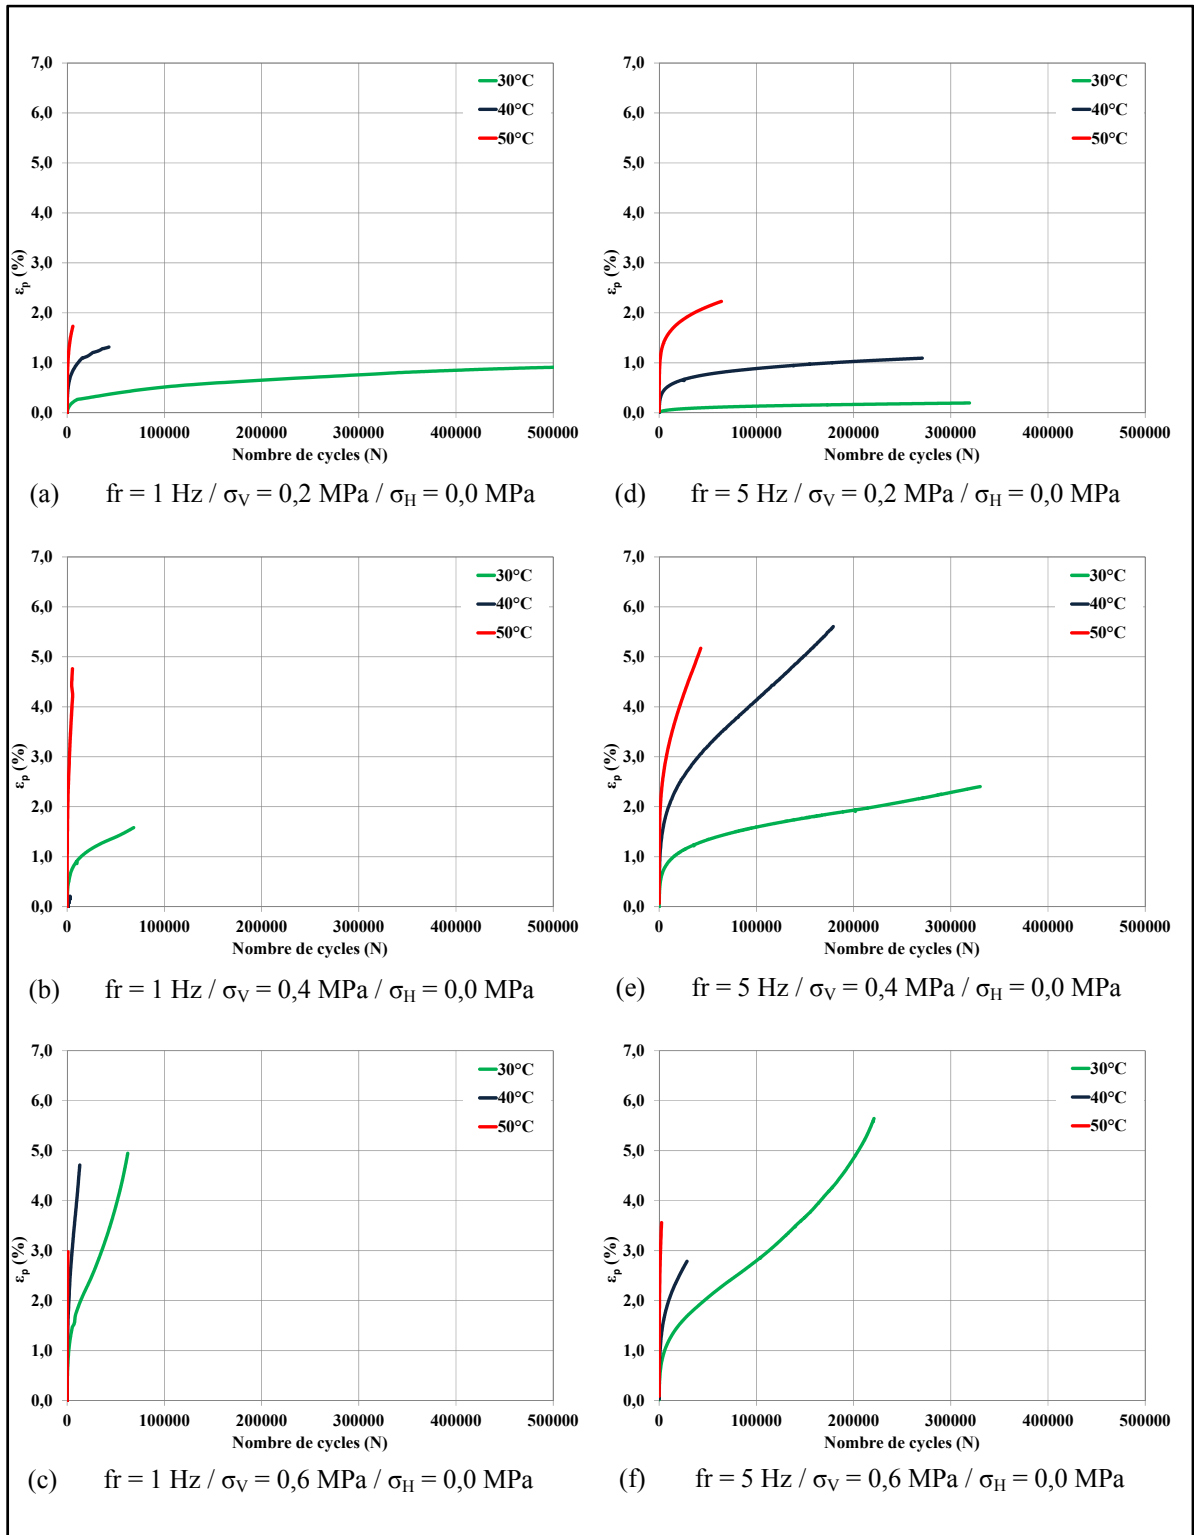 7,0
6,0
5,0
4,0
3,0
2,0
1,0
0,0
εp (%)
30°C
40°C
50°C
0 100000 200000 300000 400000 500000
Nombre de cycles (N)
(a) fr = 1 Hz / σV = 0,2 MPa / σH = 0,0 MPa
7,0
6,0
5,0
4,0
3,0
2,0
1,0
0,0
εp (%)
30°C
40°C
50°C
0 100000 200000 300000 400000 500000
Nombre de cycles (N)
(d) fr = 5 Hz / σV = 0,2 MPa / σH = 0,0 MPa
7,0
6,0
5,0
4,0
3,0
2,0
1,0
0,0
εp (%)
30°C
40°C
50°C
0 100000 200000 300000 400000 500000
Nombre de cycles (N)
(b) fr = 1 Hz / σV = 0,4 MPa / σH = 0,0 MPa
7,0
6,0
5,0
4,0
3,0
2,0
1,0
0,0
εp (%)
30°C
40°C
50°C
0 100000 200000 300000 400000 500000
Nombre de cycles (N)
(e) fr = 5 Hz / σV = 0,4 MPa / σH = 0,0 MPa
7,0
6,0
5,0
4,0
3,0
2,0
1,0
0,0
εp (%)
30°C
40°C
50°C
0 100000 200000 300000 400000 500000
Nombre de cycles (N)
(c) fr = 1 Hz / σV = 0,6 MPa / σH = 0,0 MPa
7,0
6,0
5,0
4,0
3,0
2,0
1,0
0,0
εp (%)
30°C
40°C
50°C
0 100000 200000 300000 400000 500000
Nombre de cycles (N)
(f) fr = 5 Hz / σV = 0,6 MPa / σH = 0,0 MPa